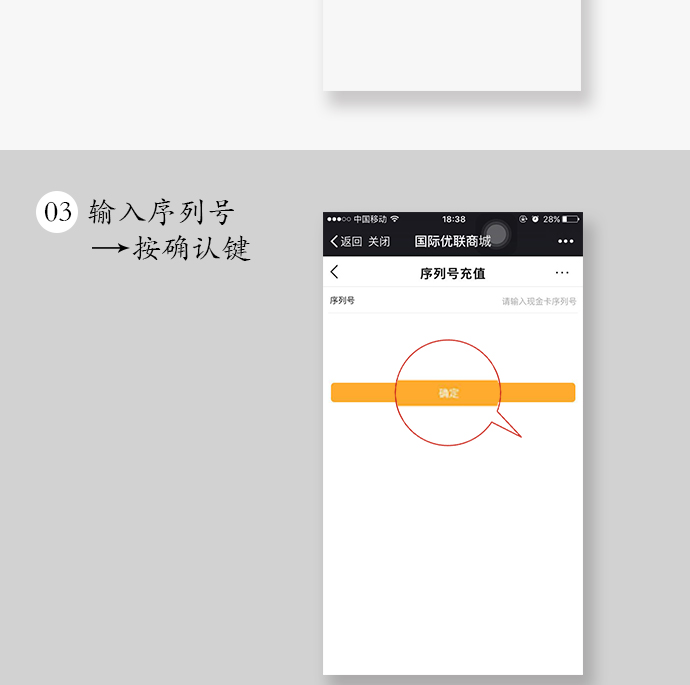 03 输入序列号
→按确认键
●●●○○ 中国移动 18:38 28%
返回 关闭 国际优联商城 •••
序列号充值 ···
序列号 请输入现金卡序列号
确定